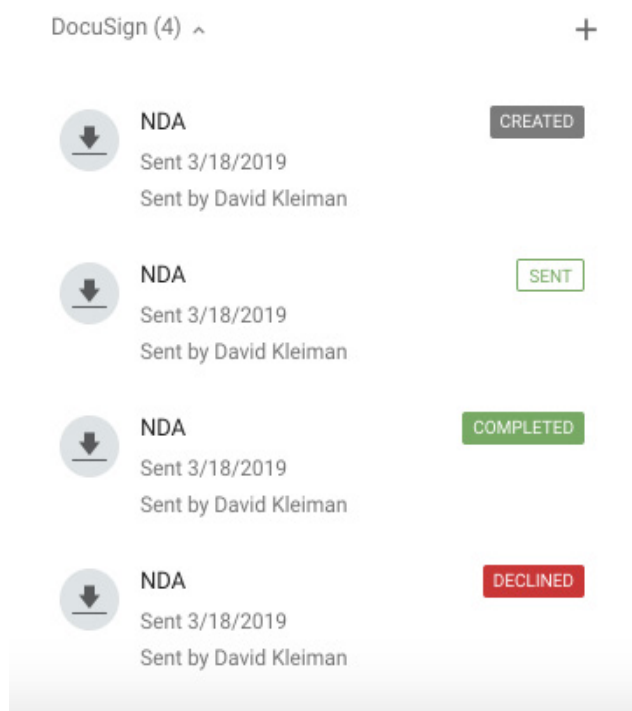 DocuSign (4)
NDA
CREATED
Sent 3/18/2019
Sent by David Kleiman
NDA
SENT
Sent 3/18/2019
Sent by David Kleiman
NDA
COMPLETED
Sent 3/18/2019
Sent by David Kleiman
NDA
DECLINED
Sent 3/18/2019
Sent by David Kleiman